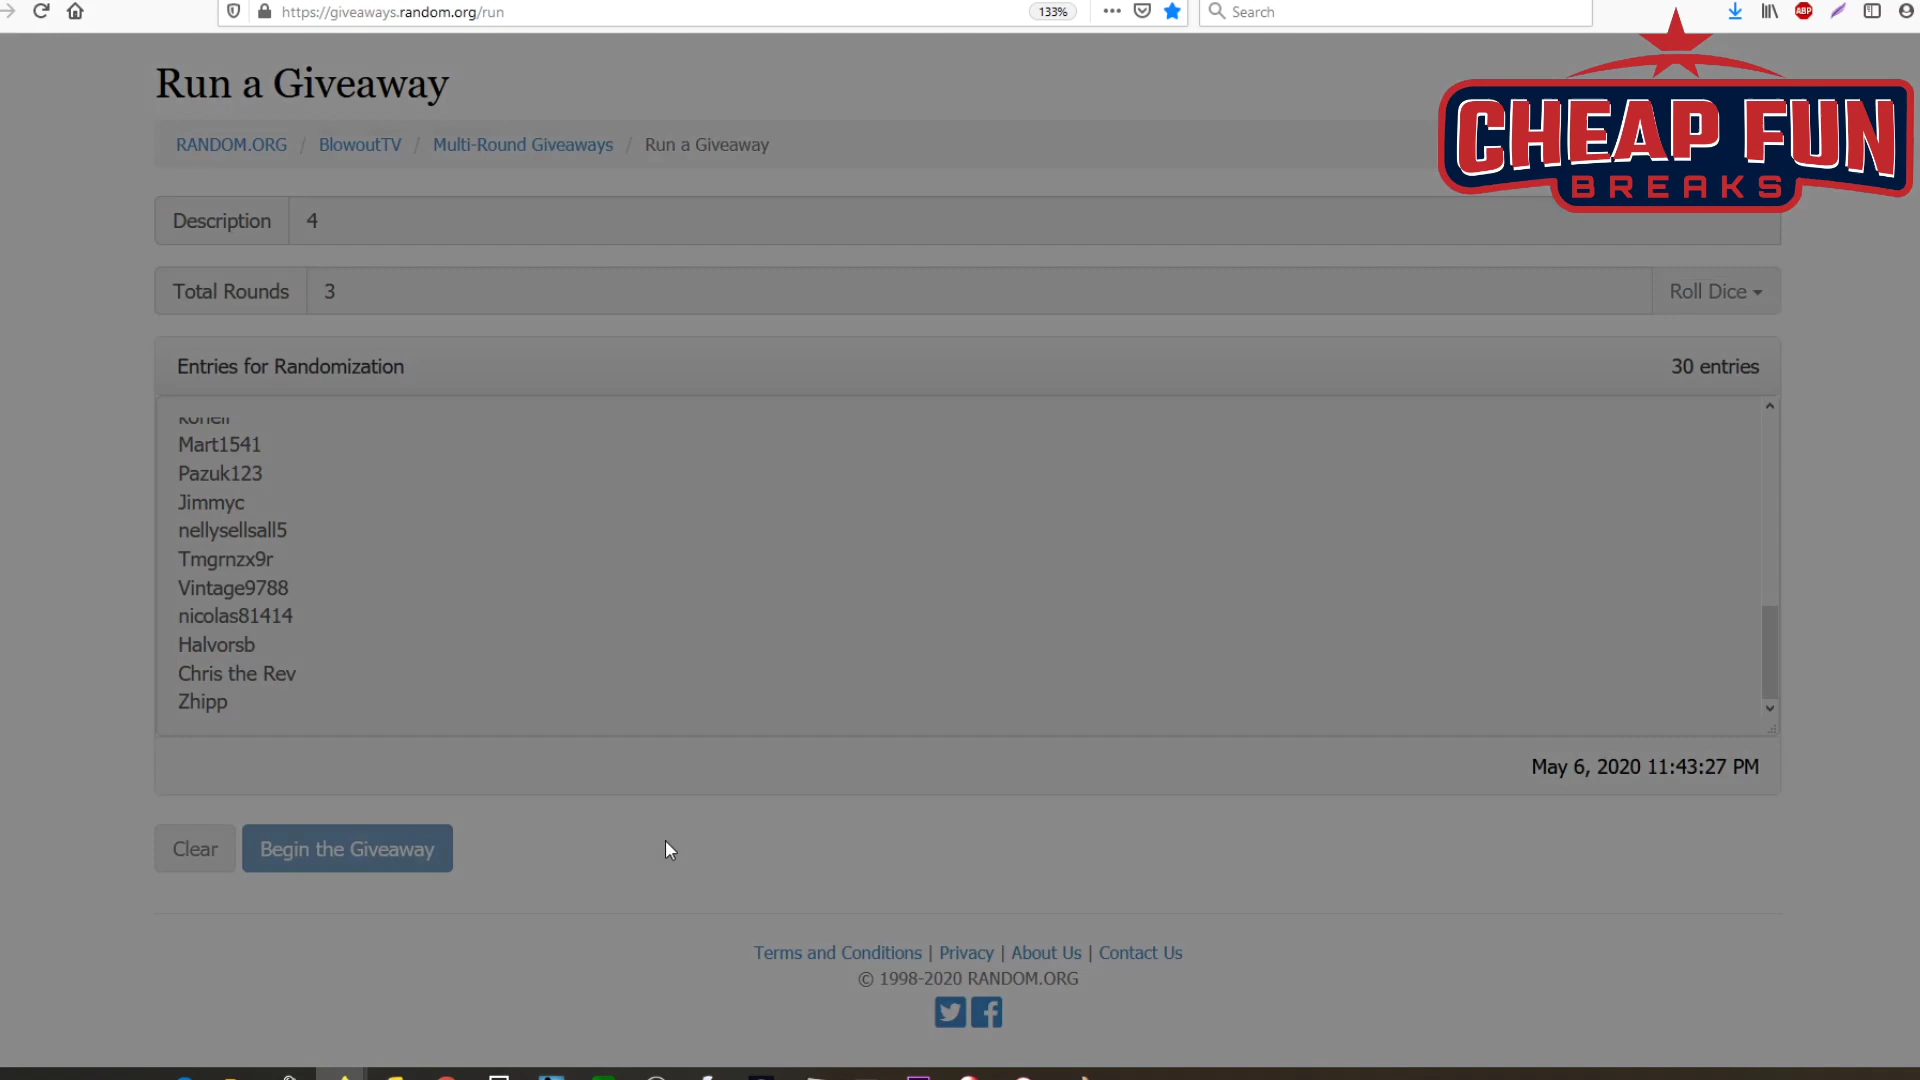 https://giveaways.random.org/run
133%
Search
ABP
CHEAP FUN
BREAKS
Run a Giveaway
RANDOM.ORG / BlowoutTV / Multi-Round Giveaways / Run a Giveaway
Description 4
Total Rounds 3 Roll Dice
Entries for Randomization 30 entries
Mart1541
Pazuk123
Jimmyc
nellysellsall5
Tmgrnzx9r
Vintage9788
nicolas81414
Halvorsb
Chris the Rev
Zhipp
May 6, 2020 11:43:27 PM
Clear Begin the Giveaway
Terms and Conditions | Privacy | About Us | Contact Us
© 1998-2020 RANDOM.ORG